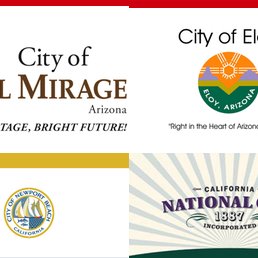 City of
L MIRAGE
Arizona
TAGE, BRIGHT FUTURE!
City of El
ELOY, ARIZONA
"Right in the Heart of Arizona
CITY OF NEWPORT BEACH
CALIFORNIA
CALIFORNIA
NATIONAL
1887
INCORPORATED